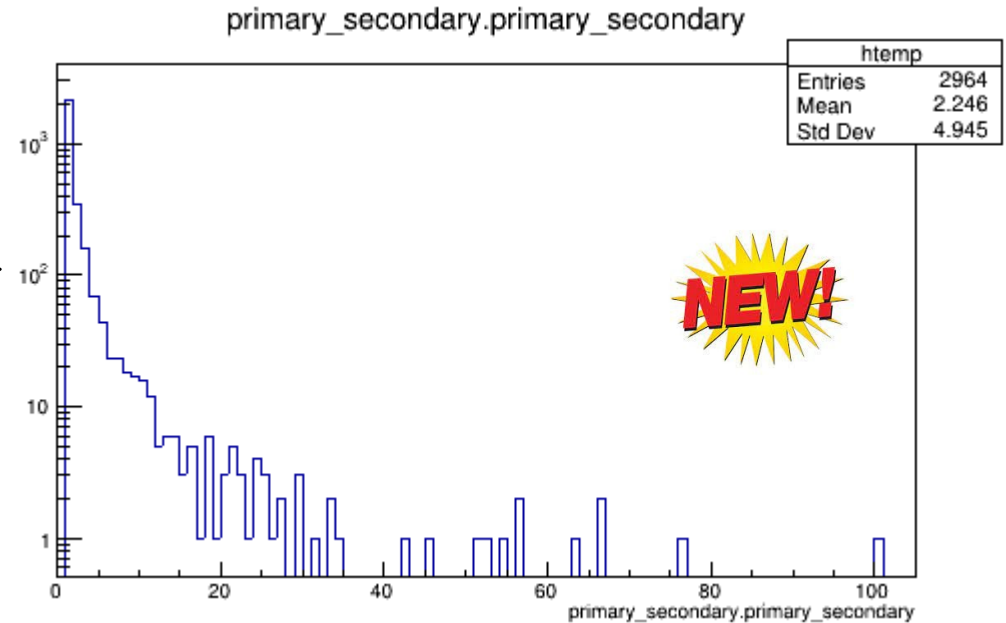 primary_secondary.primary_secondary
htemp
Entries 2964
Mean 2.246
Std Dev 4.945
10³
10²
10
1
NEW!
0 20 40 60 80 100
primary_secondary.primary_secondary